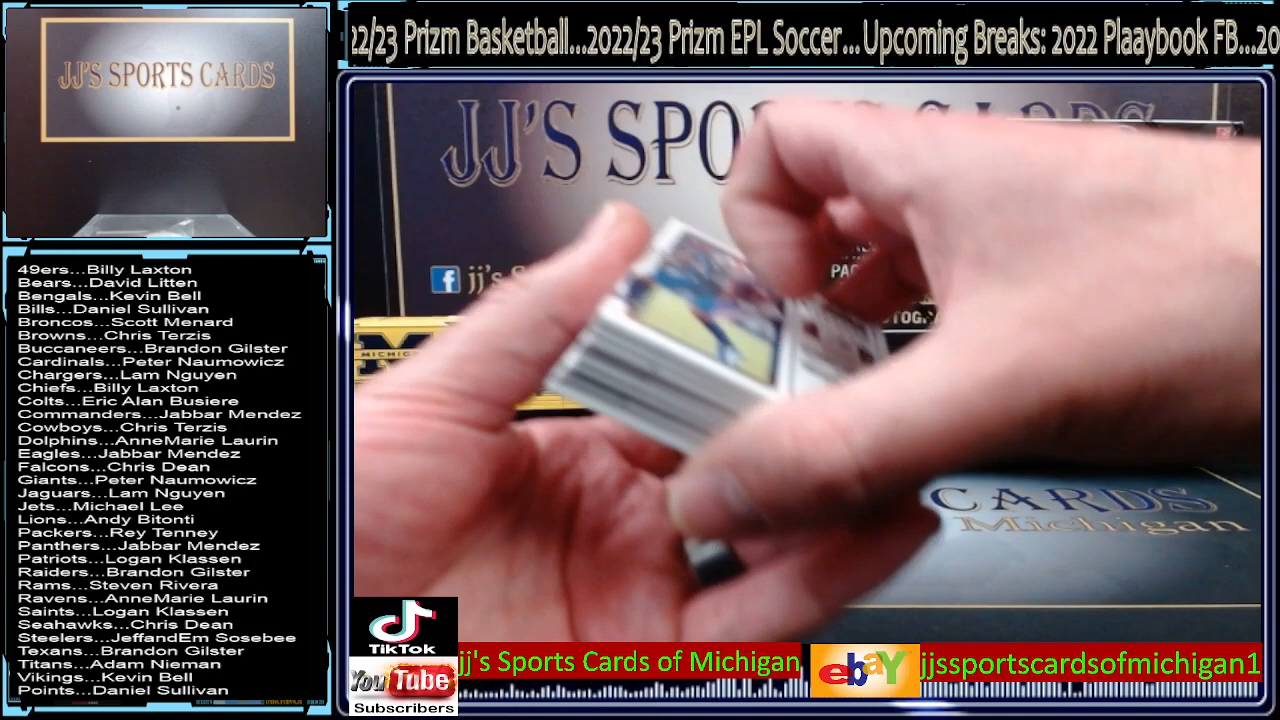 JJ'S SPORTS CARDS
22/23 Prizm Basketball...2022/23 Prizm EPL Soccer...Upcoming Breaks: 2022 Plaaybook FB...20
JJ'S SPO
f jj's
MICHIG
PAC
CARDS
Michigan
49ers...Billy Laxton
Bears...David Litten
Bengals...Kevin Bell
Bills...Daniel Sullivan
Broncos...Scott Menard
Browns...Chris Terzis
Buccaneers...Brandon Gilster
Cardinals...Peter Naumowicz
Chargers...Lam Nguyen
Chiefs...Billy Laxton
Colts...Eric Alan Busiere
Commanders...Jabbar Mendez
Cowboys...Chris Terzis
Dolphins...AnneMarie Laurin
Eagles...Jabbar Mendez
Falcons...Chris Dean
Giants...Peter Naumowicz
Jaguars...Lam Nguyen
Jets...Michael Lee
Lions...Andy Bitonti
Packers...Rey Tenney
Panthers...Jabbar Mendez
Patriots...Logan Klassen
Raiders...Brandon Gilster
Rams...Steven Rivera
Ravens...AnneMarie Laurin
Saints...Logan Klassen
Seahawks...Chris Dean
Steelers...JeffandEm Sosebee
Texans...Brandon Gilster
Titans...Adam Nieman
Vikings...Kevin Bell
Points...Daniel Sullivan
TikTok
YouTube
Subscribers
jj's Sports Cards of Michigan
ebaY
jjssportscardsofmichigan1